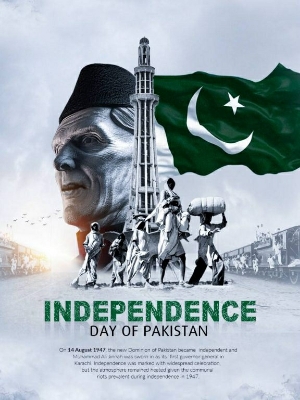 INDEPENDENCE
DAY OF PAKISTAN
On 14 August 1947, the new Dominion of Pakistan became independent and
Muhammad Ali Jinnah was sworn in as its first governor general in
Karachi. Independence was marked with widespread celebration,
but the atmosphere remained heated given the communal
riots prevalent during independence in 1947.